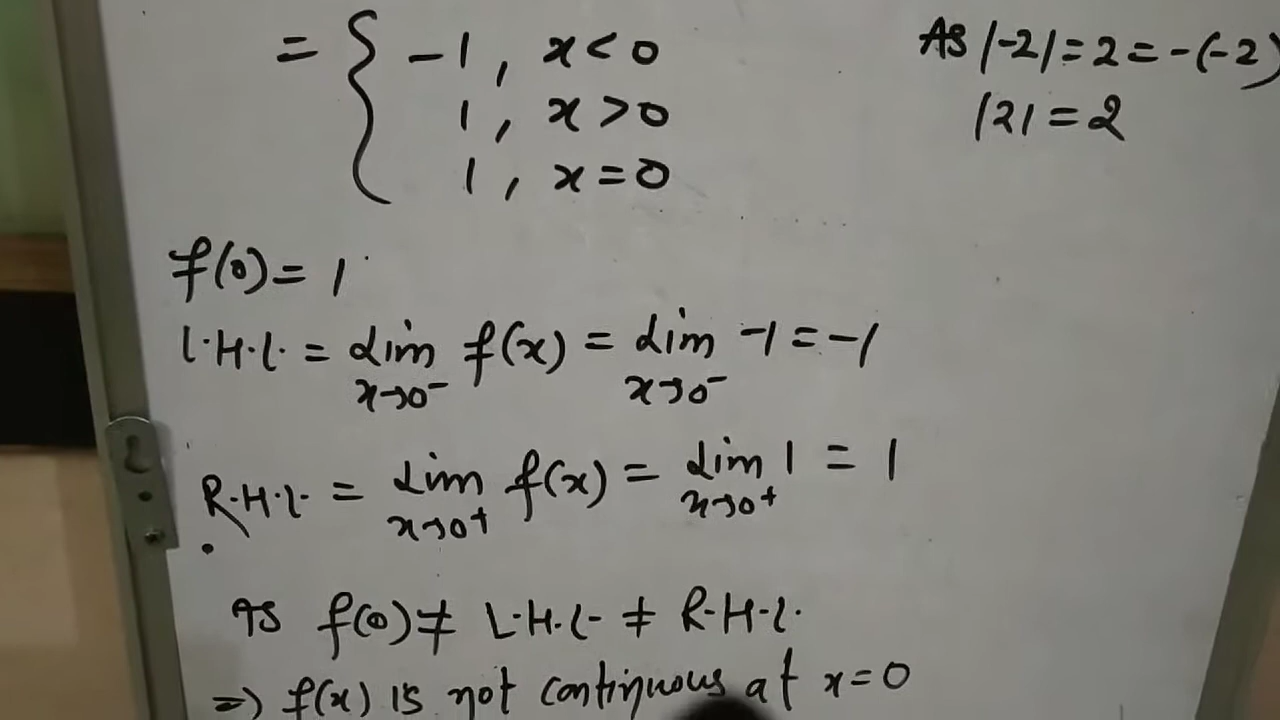 = { -1, x<0
1, x>0
1, x=0
As |-2|=2=-(-2)
|2|=2
f(0)=1
L.H.L. = Lim x→0⁻ f(x) = Lim x→0⁻ -1 = -1
R.H.L. = Lim x→0⁺ f(x) = Lim x→0⁺ 1 = 1
As f(0) ≠ L.H.L. ≠ R.H.L.
⇒ f(x) is not continuous at x=0